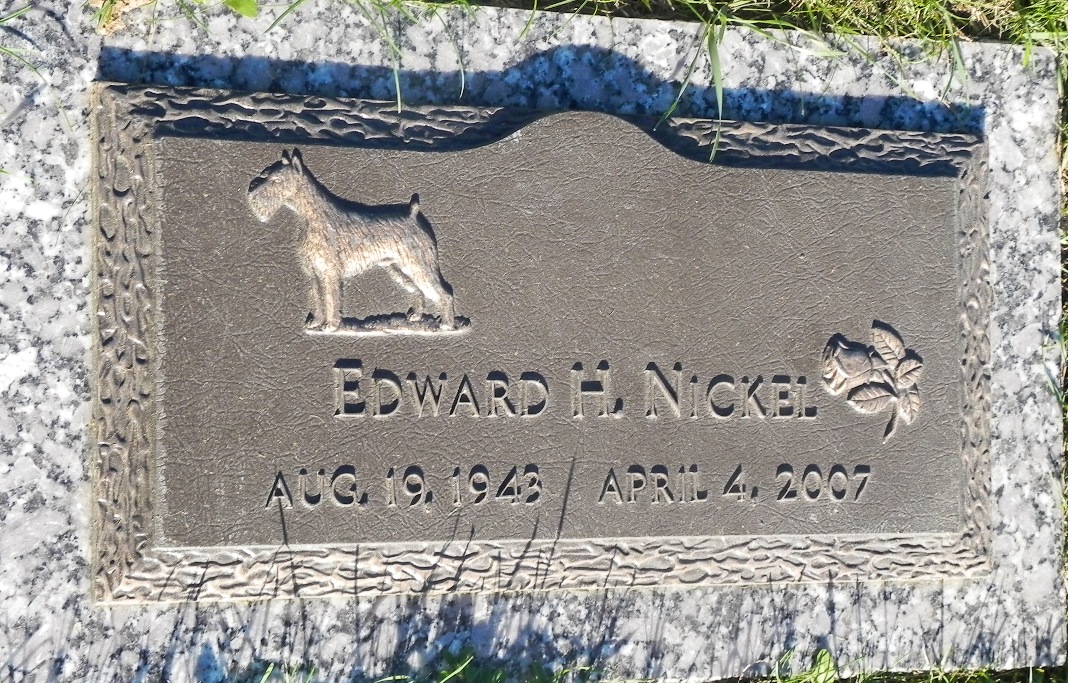 EDWARD H. NICKEL
AUG. 19, 1943 APRIL 4, 2007